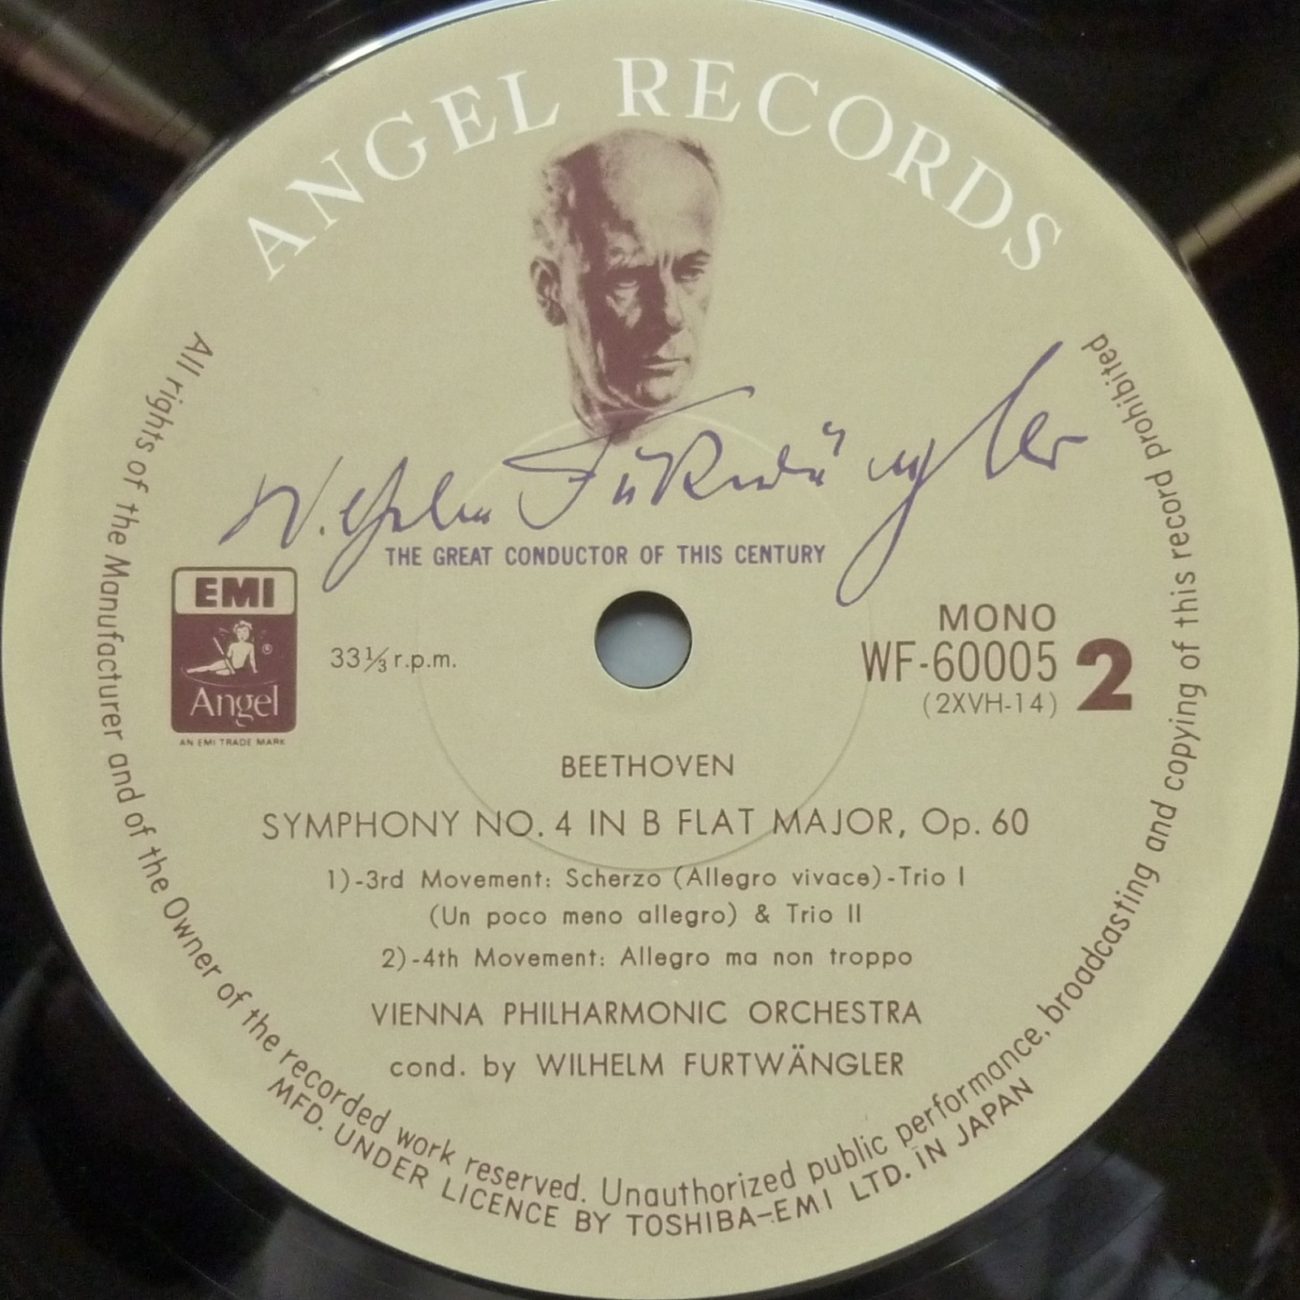 ANGEL RECORDS
Wilhelm Furtwängler
THE GREAT CONDUCTOR OF THIS CENTURY
EMI
®
Angel
AN EMI TRADE MARK
33⅓ r.p.m.
MONO
WF-60005
(2XVH-14)
2
BEETHOVEN
SYMPHONY NO. 4 IN B FLAT MAJOR, Op. 60
1)-3rd Movement: Scherzo (Allegro vivace)-Trio I
(Un poco meno allegro) & Trio II
2)-4th Movement: Allegro ma non troppo
VIENNA PHILHARMONIC ORCHESTRA
cond. by WILHELM FURTWÄNGLER
All rights of the Manufacturer and of the Owner of the recorded work reserved. Unauthorized public performance, broadcasting and copying of this record prohibited
MFD. UNDER LICENCE BY TOSHIBA-EMI LTD. IN JAPAN